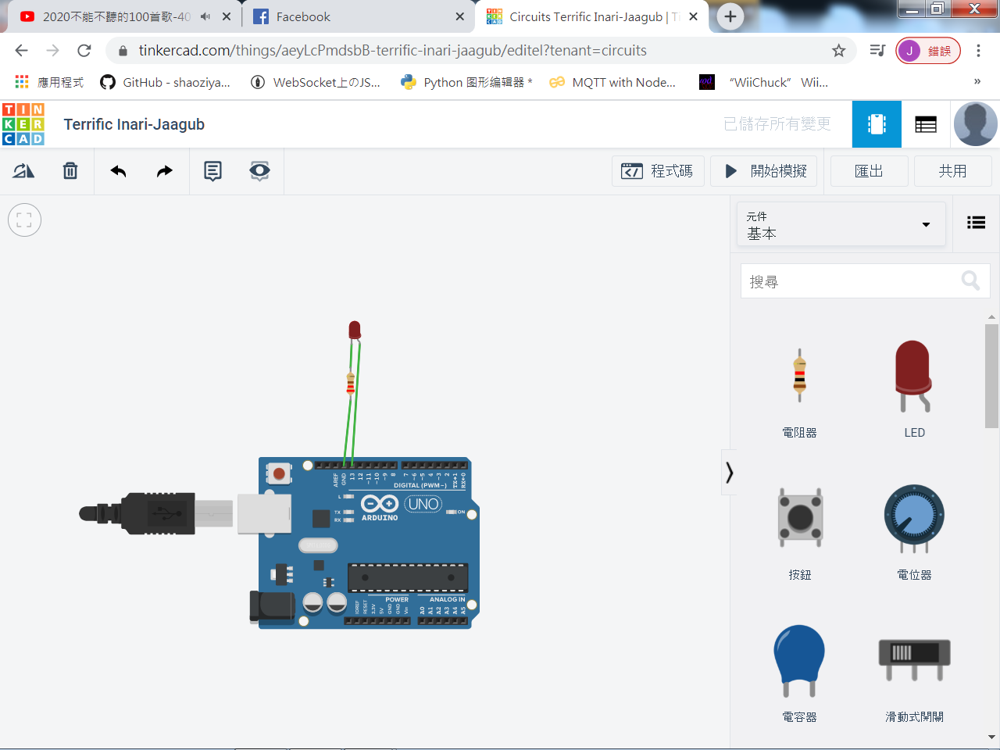 2020不能不聽的100首歌-40
Facebook
Circuits Terrific Inari-Jaagub | Ti
tinkercad.com/things/aeyLcPmdsbB-terrific-inari-jaagub/editel?tenant=circuits
J 錯誤
應用程式
GitHub - shaoziya...
WebSocket上のJS...
Python 图形编辑器 *
MQTT with Node...
“WiiChuck” Wii...
»
TIN
KER
CAD
Terrific Inari-Jaagub
已儲存所有變更
程式碼
開始模擬
匯出
共用
元件
基本
搜尋
電阻器
LED
按鈕
電位器
電容器
滑動式開關
AREF
GND
13
12
~11
~10
~9
8
7
~6
~5
4
~3
2
TX→1
RX←0
DIGITAL (PWM~)
L
TX
RX
ARDUINO
UNO
ON
POWER
ANALOG IN
IOREF
RESET
3.3V
5V
GND
GND
Vin
A0
A1
A2
A3
A4
A5